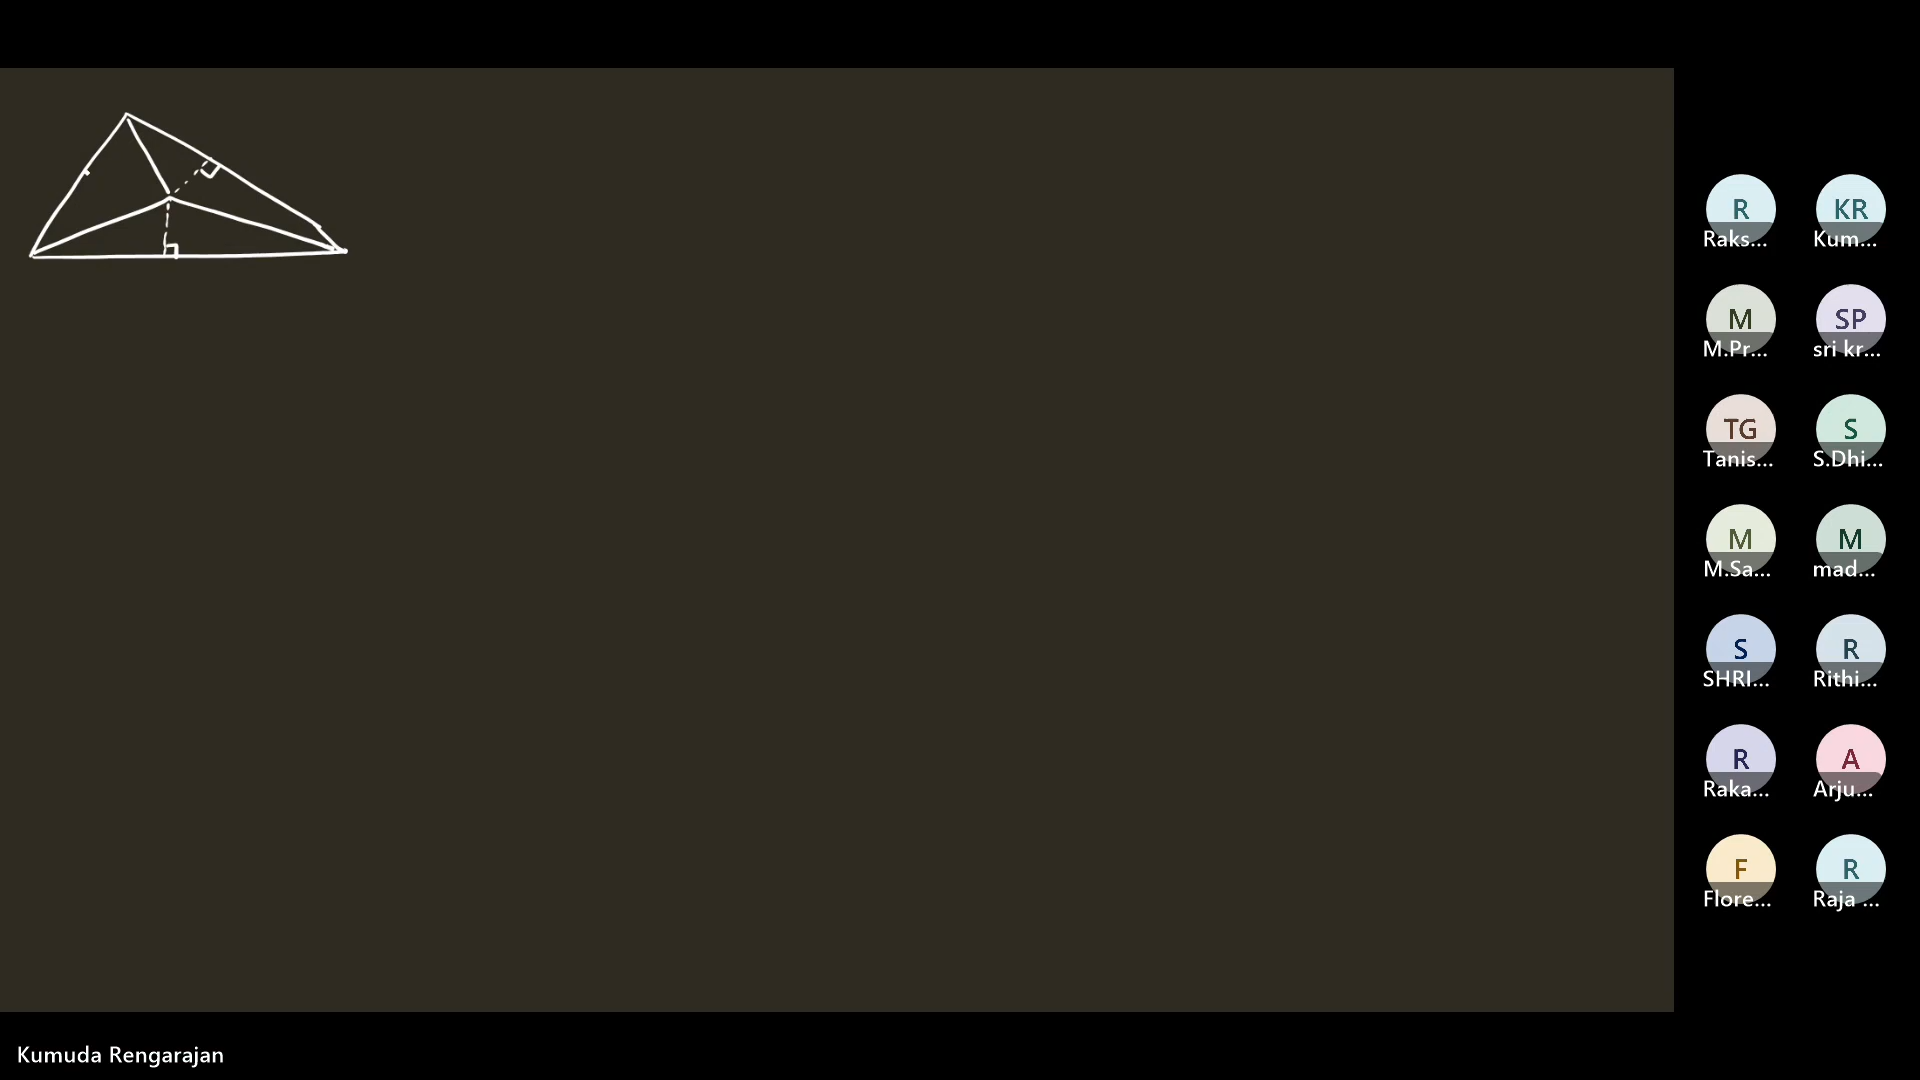 R
KR
Raks...
Kum...
M
SP
M.Pr...
sri kr...
TG
S
Tanis...
S.Dhi...
M
M
M.Sa...
mad...
S
R
SHRI...
Rithi...
R
A
Raka...
Arju...
F
R
Flore...
Raja ...
Kumuda Rengarajan